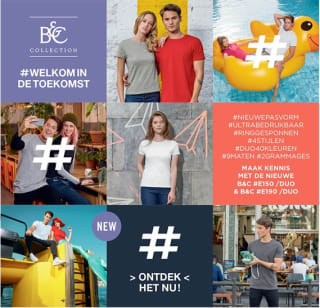 B&C
COLLECTION
#WELKOM IN
DE TOEKOMST
#
#NIEUWEPASVORM
#ULTRABEDRUKBAAR
#RINGGESPONNEN
#4STIJLEN
#DUO40KLEUREN
#9MATEN #2GRAMMAGES
MAAK KENNIS
MET DE NIEUWE
B&C #E150 /DUO
& B&C #E190 /DUO
#
NEW
#
> ONTDEK <
HET NU!